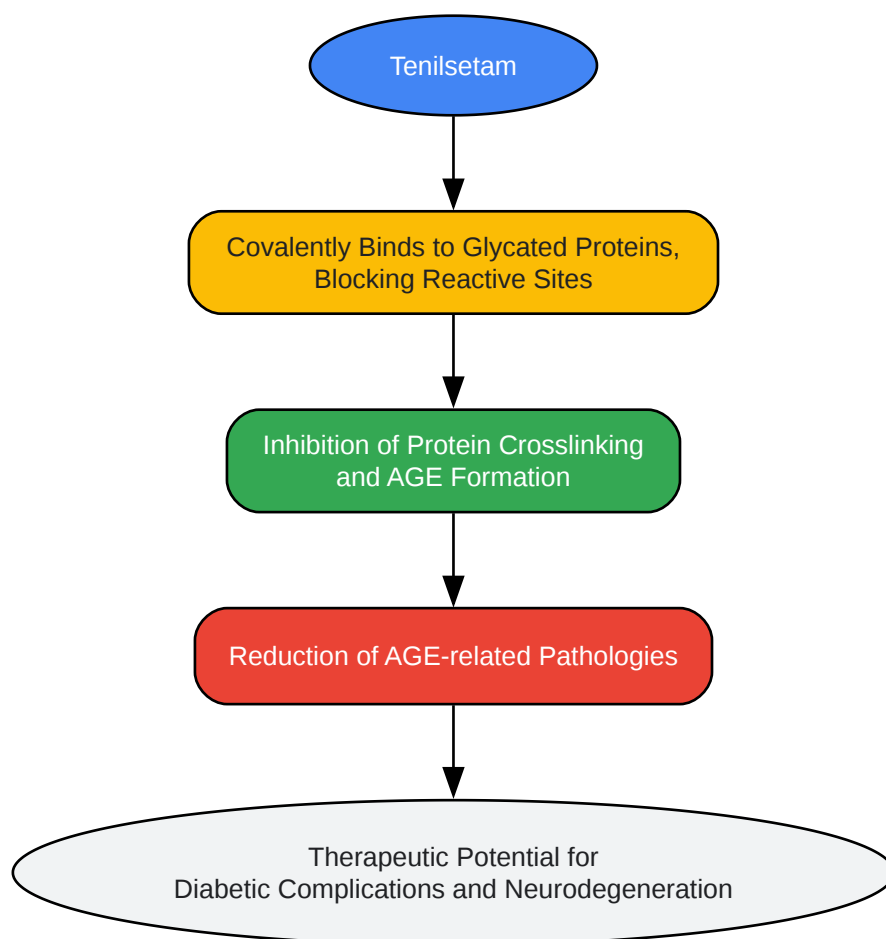 Tenilsetam
Covalently Binds to Glycated Proteins,
Blocking Reactive Sites
Inhibition of Protein Crosslinking
and AGE Formation
Reduction of AGE-related Pathologies
Therapeutic Potential for
Diabetic Complications and Neurodegeneration